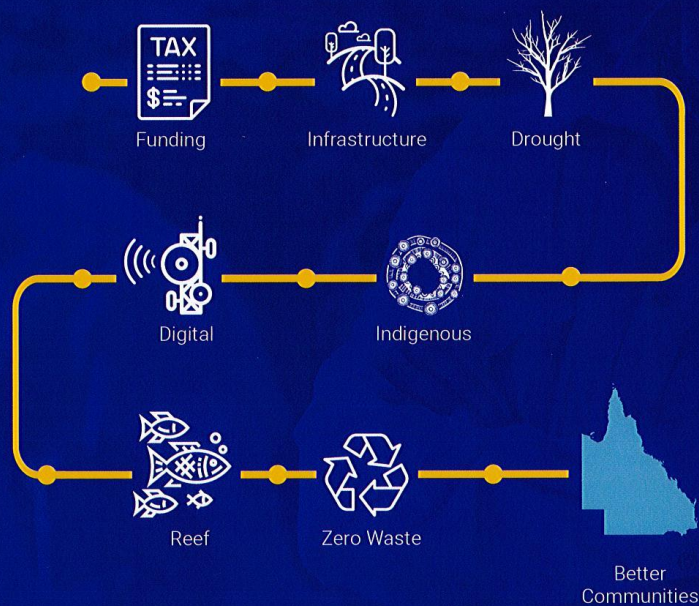 TAX
$
Funding
Infrastructure
Drought
Digital
Indigenous
Reef
Zero Waste
Better
Communities